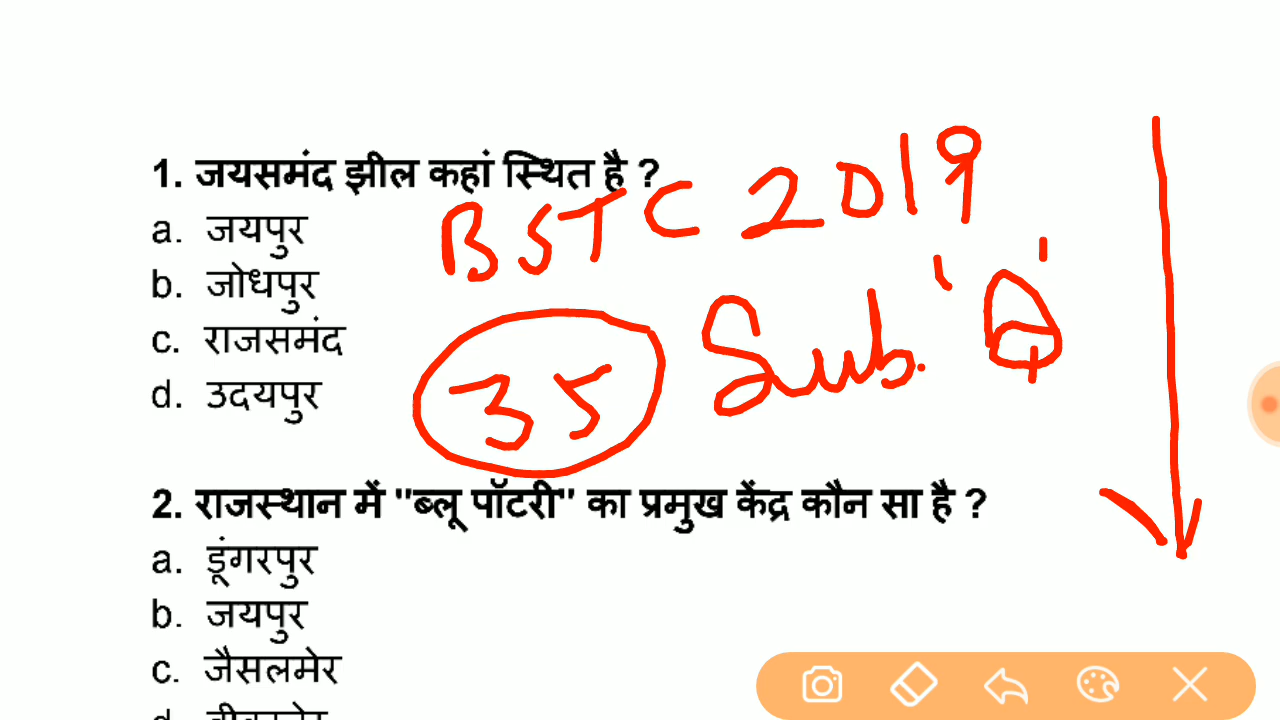 1. जयसमंद झील कहां स्थित है ?
a. जयपुर
BSTC 2019
b. जोधपुर
c. राजसमंद
35 Sub. 'Q'
d. उदयपुर
2. राजस्थान में "ब्लू पॉटरी" का प्रमुख केंद्र कौन सा है ?
a. डूंगरपुर
b. जयपुर
c. जैसलमेर